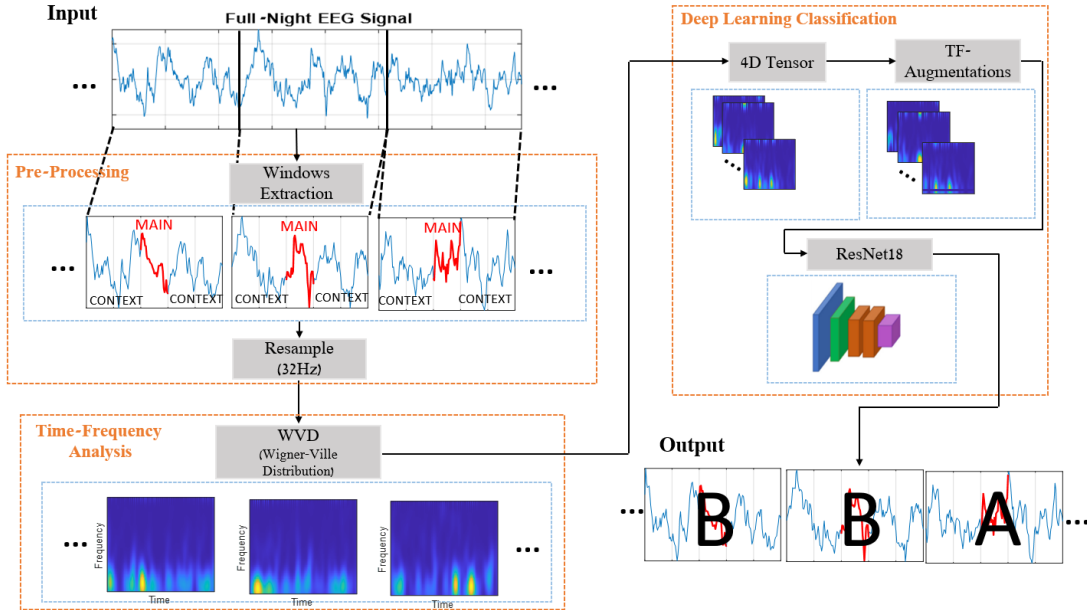 Input
Full-Night EEG Signal
...
...
Pre-Processing
Windows
Extraction
MAIN
MAIN
MAIN
...
...
CONTEXT
CONTEXT
CONTEXT
CONTEXT
CONTEXT
CONTEXT
Resample
(32Hz)
Time-Frequency
Analysis
WVD
(Wigner-Ville
Distribution)
...
...
Frequency
Time
Frequency
Time
Frequency
Time
Deep Learning Classification
4D Tensor
TF-
Augmentations
...
...
ResNet18
Output
...
B
B
A
...